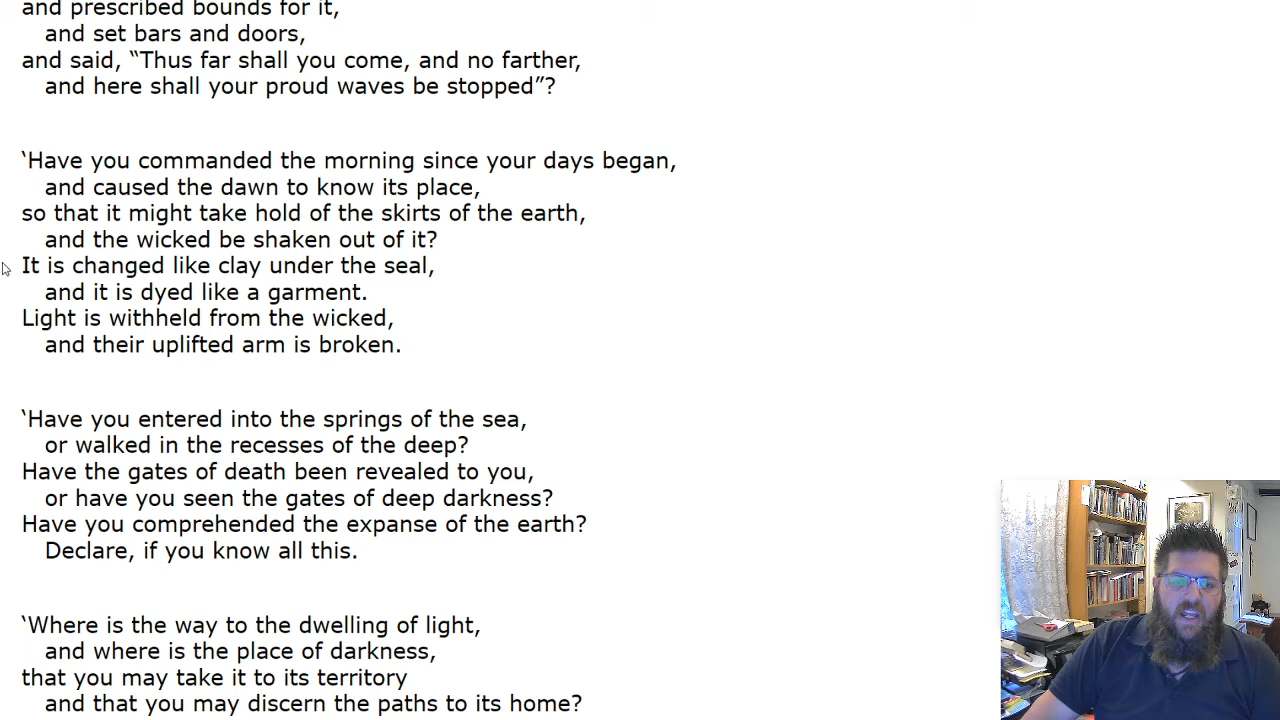 and prescribed bounds for it,
and set bars and doors,
and said, “Thus far shall you come, and no farther,
and here shall your proud waves be stopped”?
‘Have you commanded the morning since your days began,
and caused the dawn to know its place,
so that it might take hold of the skirts of the earth,
and the wicked be shaken out of it?
It is changed like clay under the seal,
and it is dyed like a garment.
Light is withheld from the wicked,
and their uplifted arm is broken.
‘Have you entered into the springs of the sea,
or walked in the recesses of the deep?
Have the gates of death been revealed to you,
or have you seen the gates of deep darkness?
Have you comprehended the expanse of the earth?
Declare, if you know all this.
‘Where is the way to the dwelling of light,
and where is the place of darkness,
that you may take it to its territory
and that you may discern the paths to its home?